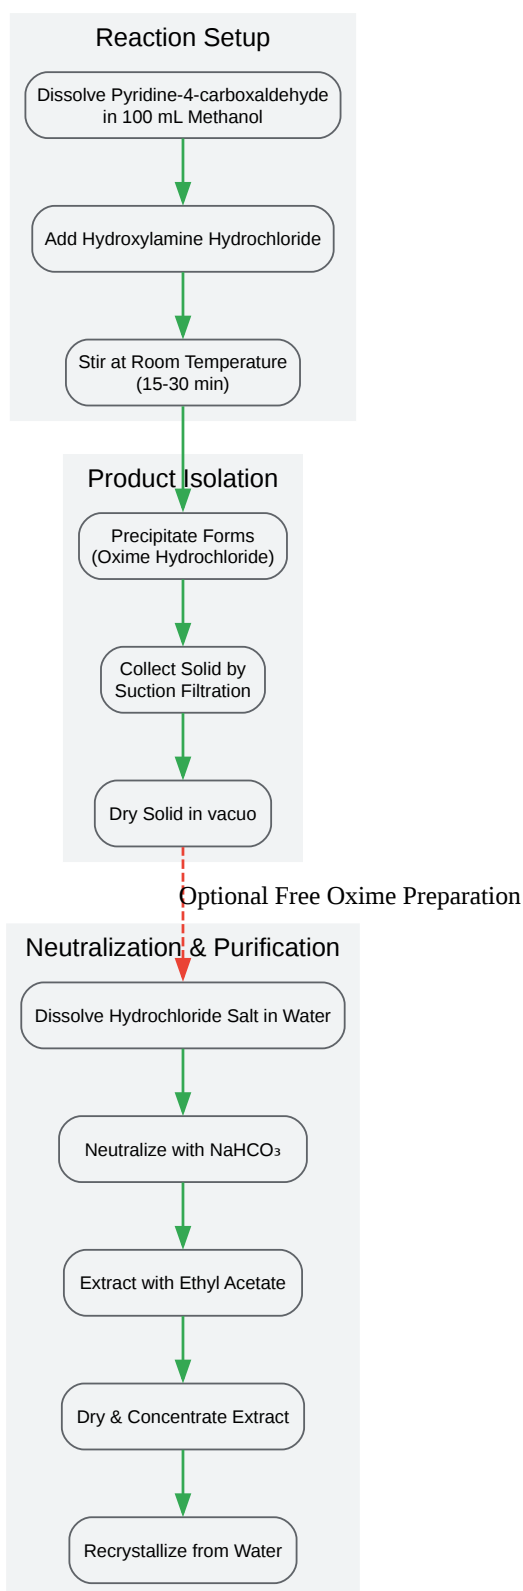 Reaction Setup
Dissolve Pyridine-4-carboxaldehyde
in 100 mL Methanol
Add Hydroxylamine Hydrochloride
Stir at Room Temperature
(15-30 min)
Product Isolation
Precipitate Forms
(Oxime Hydrochloride)
Collect Solid by
Suction Filtration
Dry Solid in vacuo
Optional Free Oxime Preparation
Neutralization & Purification
Dissolve Hydrochloride Salt in Water
Neutralize with NaHCO₃
Extract with Ethyl Acetate
Dry & Concentrate Extract
Recrystallize from Water